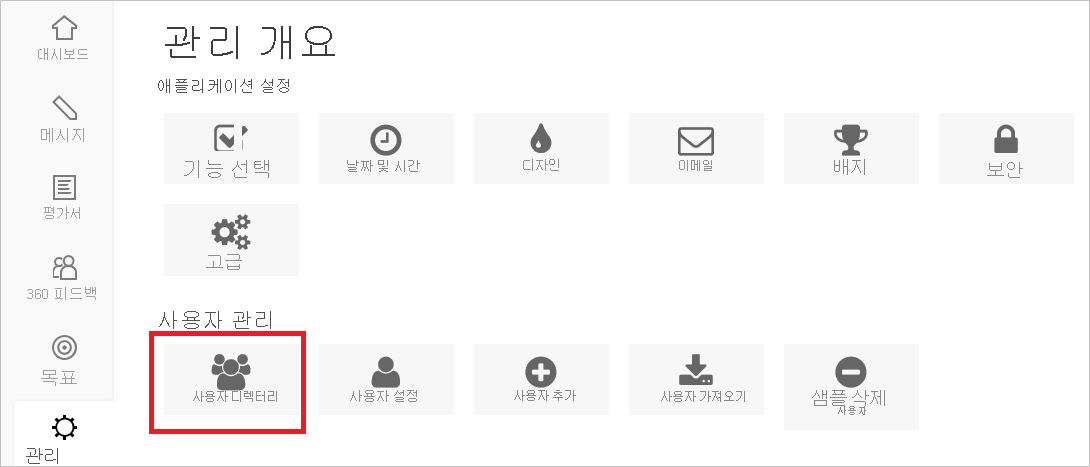 관리 개요
애플리케이션 설정
대시보드
메시지
평가서
360 피드백
목표
관리
기능 선택
날짜 및 시간
디자인
이메일
배지
보안
고급
사용자 관리
사용자 디렉터리
사용자 설정
사용자 추가
사용자 가져오기
샘플 삭제
사용자